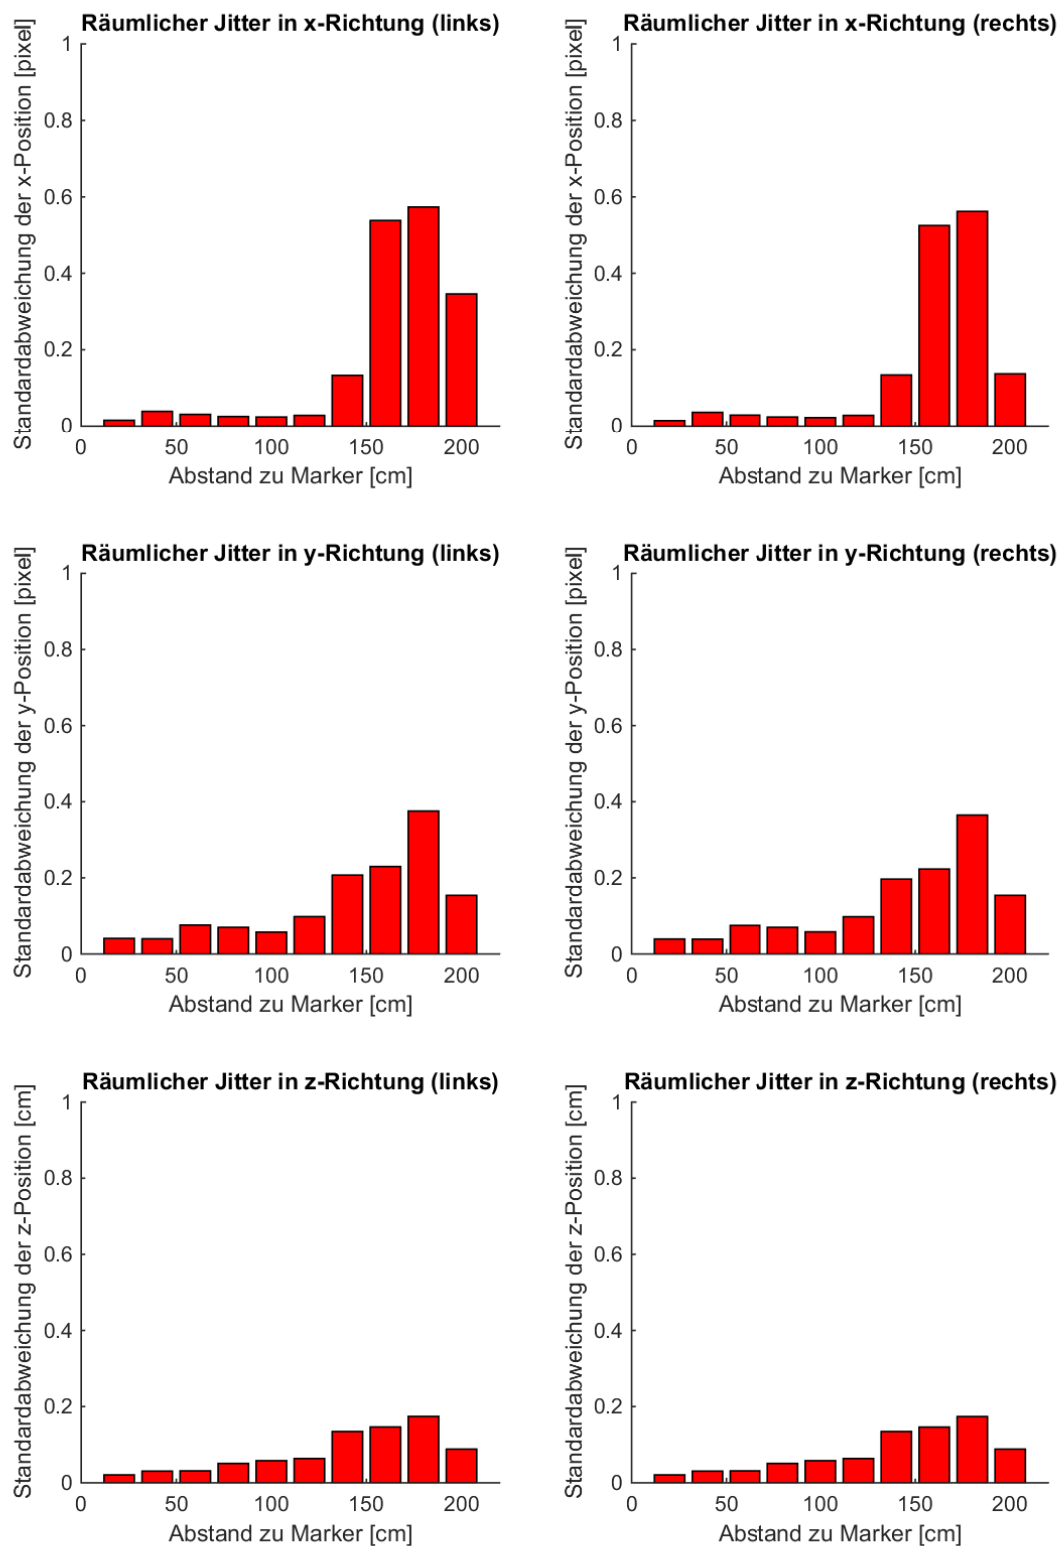 Räumlicher Jitter in x-Richtung (links)
Standardabweichung der x-Position [pixel]
1
0.8
0.6
0.4
0.2
0
0 50 100 150 200
Abstand zu Marker [cm]
Räumlicher Jitter in x-Richtung (rechts)
Standardabweichung der x-Position [pixel]
1
0.8
0.6
0.4
0.2
0
0 50 100 150 200
Abstand zu Marker [cm]
Räumlicher Jitter in y-Richtung (links)
Standardabweichung der y-Position [pixel]
1
0.8
0.6
0.4
0.2
0
0 50 100 150 200
Abstand zu Marker [cm]
Räumlicher Jitter in y-Richtung (rechts)
Standardabweichung der y-Position [pixel]
1
0.8
0.6
0.4
0.2
0
0 50 100 150 200
Abstand zu Marker [cm]
Räumlicher Jitter in z-Richtung (links)
Standardabweichung der z-Position [cm]
1
0.8
0.6
0.4
0.2
0
0 50 100 150 200
Abstand zu Marker [cm]
Räumlicher Jitter in z-Richtung (rechts)
Standardabweichung der z-Position [cm]
1
0.8
0.6
0.4
0.2
0
0 50 100 150 200
Abstand zu Marker [cm]